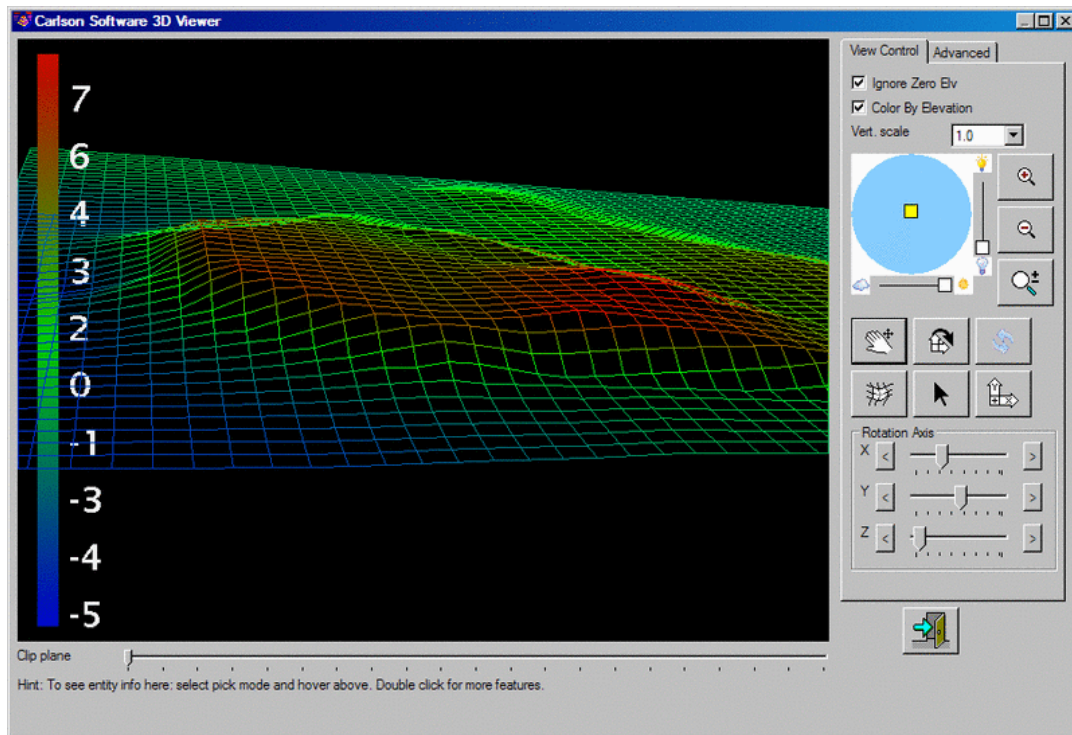 Carlson Software 3D Viewer
7
6
4
3
2
0
-1
-3
-4
-5
View Control
Advanced
Ignore Zero Elv
Color By Elevation
Vert. scale
1.0
Rotation Axis
X < >
Y < >
Z < >
Clip plane
Hint: To see entity info here: select pick mode and hover above. Double click for more features.